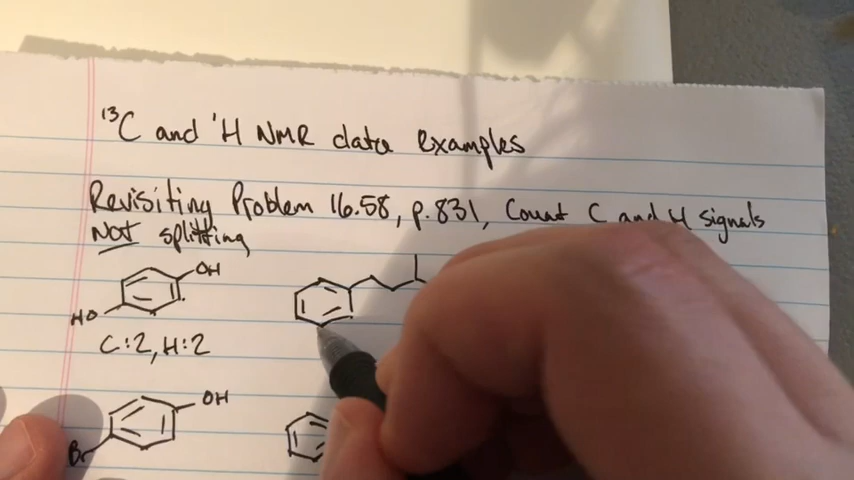 ¹³C and ¹H NMR data examples
Revisiting Problem 16.58, p.831, Count C and H signals
NOT splitting
OH
HO
C:2, H:2
OH
Br